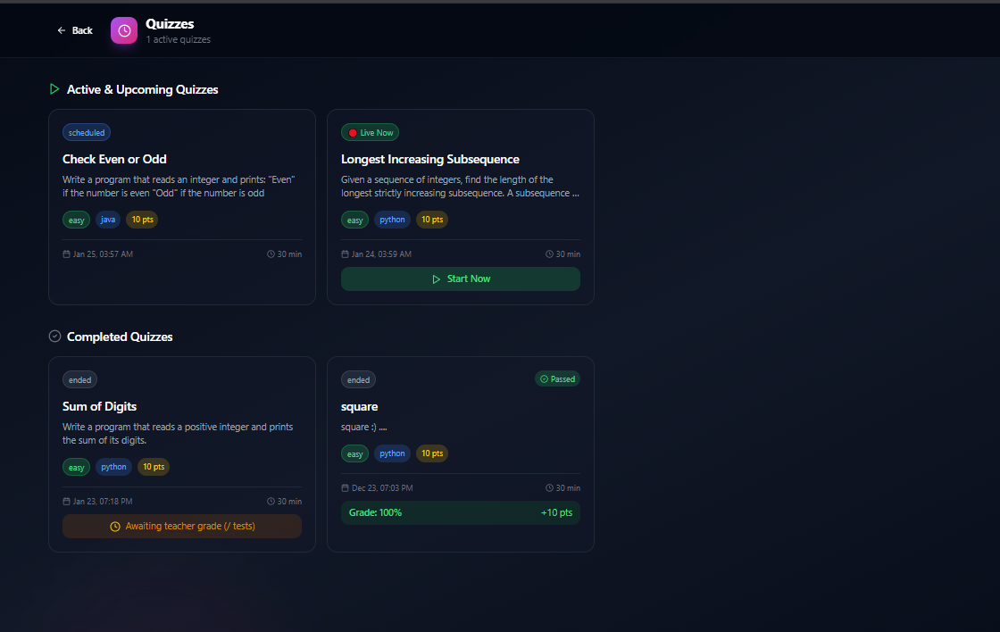 Back
Quizzes
1 active quizzes
Active & Upcoming Quizzes
scheduled
Check Even or Odd
Write a program that reads an integer and prints: "Even"
if the number is even "Odd" if the number is odd
easy java 10 pts
Jan 25, 03:57 AM 30 min
Live Now
Longest Increasing Subsequence
Given a sequence of integers, find the length of the
longest strictly increasing subsequence. A subsequence ...
easy python 10 pts
Jan 24, 03:59 AM 30 min
Start Now
Completed Quizzes
ended
Sum of Digits
Write a program that reads a positive integer and prints
the sum of its digits.
easy python 10 pts
Jan 23, 07:18 PM 30 min
Awaiting teacher grade (/ tests)
ended Passed
square
square :) ....
easy python 10 pts
Dec 23, 07:03 PM 30 min
Grade: 100% +10 pts